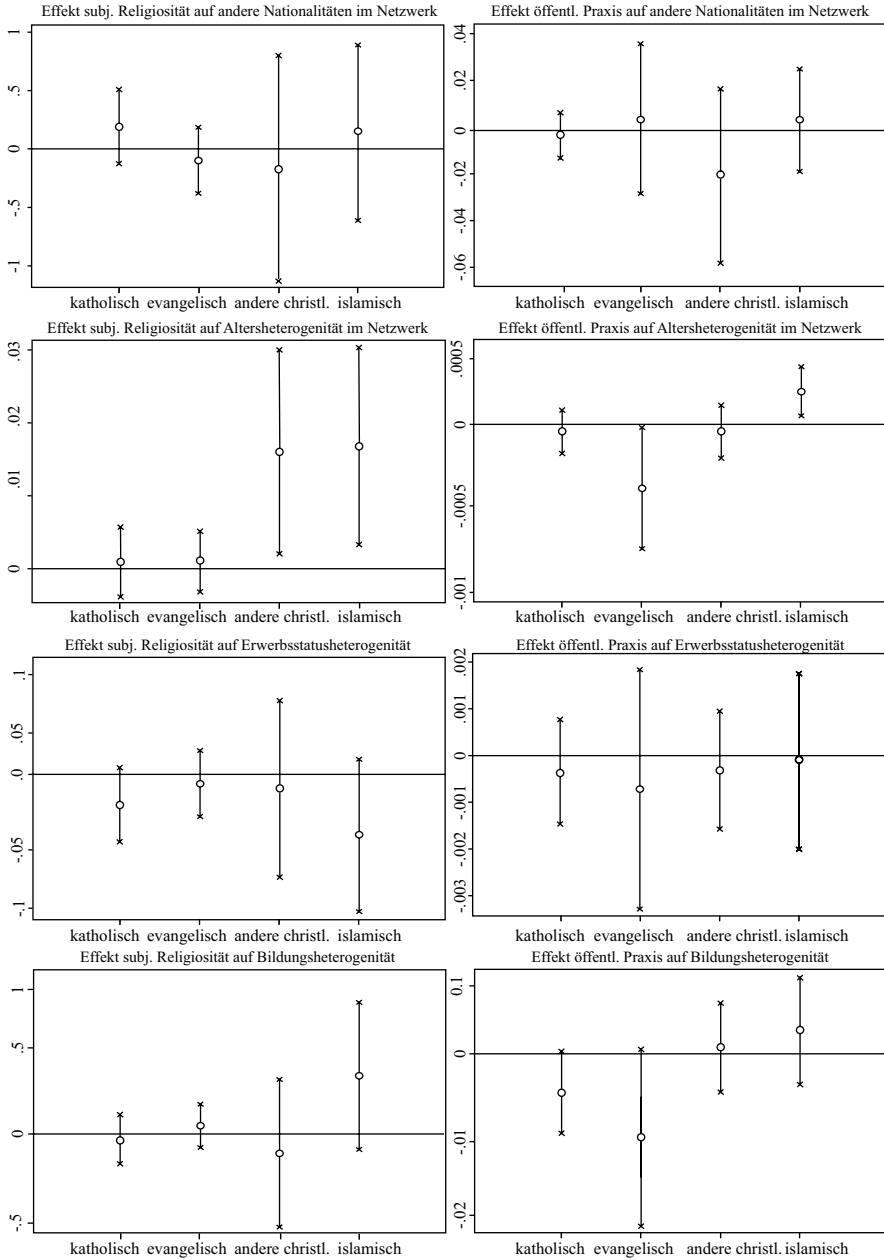 Effekt subj. Religiosität auf andere Nationalitäten im Netzwerk
1
.5
0
-.5
-1
katholisch evangelisch andere christl. islamisch
Effekt öffentl. Praxis auf andere Nationalitäten im Netzwerk
.04
.02
0
-.02
-.04
-.06
katholisch evangelisch andere christl. islamisch
Effekt subj. Religiosität auf Altersheterogenität im Netzwerk
.03
.02
.01
0
katholisch evangelisch andere christl. islamisch
Effekt öffentl. Praxis auf Altersheterogenität im Netzwerk
.0005
0
-.0005
-.001
katholisch evangelisch andere christl. islamisch
Effekt subj. Religiosität auf Erwerbsstatusheterogenität
.1
.05
.0
-.05
-.1
katholisch evangelisch andere christl. islamisch
Effekt öffentl. Praxis auf Erwerbsstatusheterogenität
.002
.001
0
-.001
-.002
-.003
katholisch evangelisch andere christl. islamisch
Effekt subj. Religiosität auf Bildungsheterogenität
1
.5
0
-.5
katholisch evangelisch andere christl. islamisch
Effekt öffentl. Praxis auf Bildungsheterogenität
0.1
0
-.01
-.02
katholisch evangelisch andere christl. islamisch